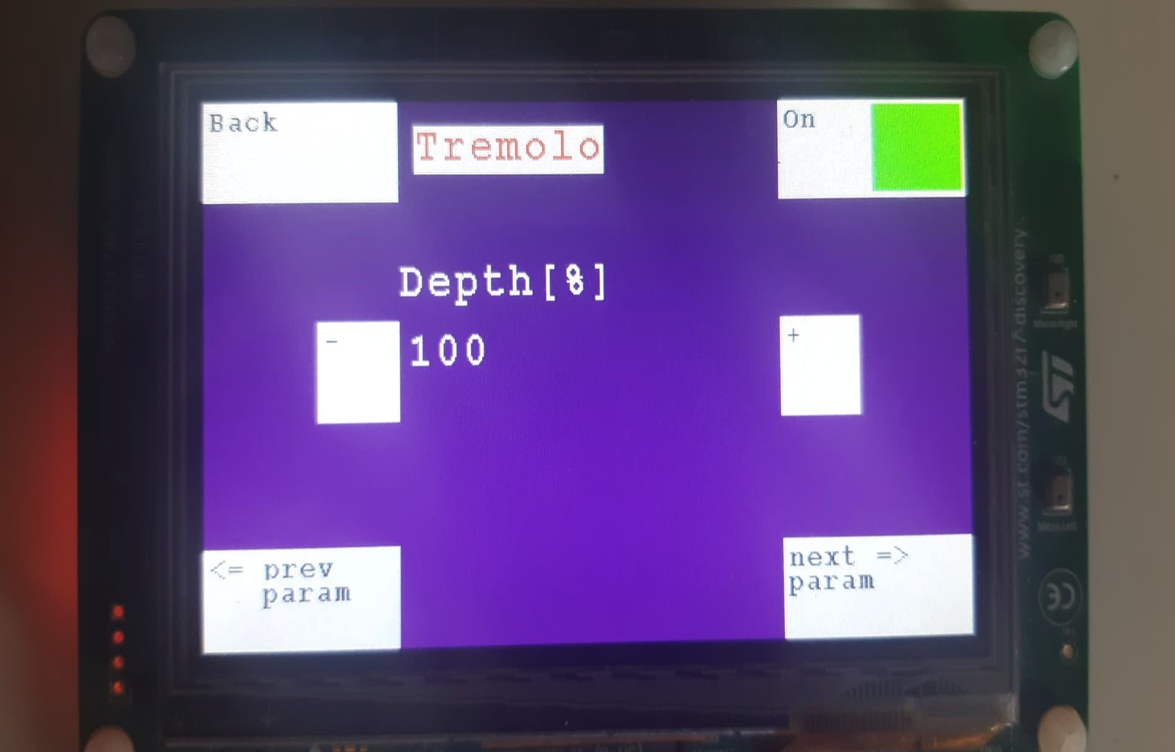 Back
Tremolo
On
Depth[%]
-
100
+
<= prev
param
next =>
param
www.st.com/stm32f7-discovery